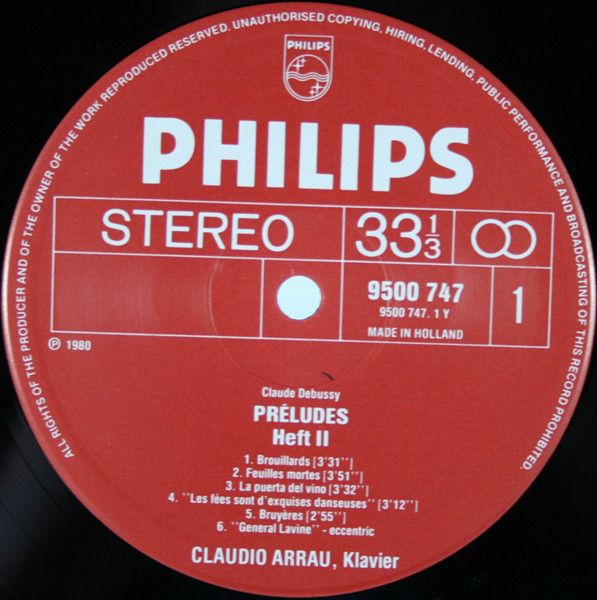 ALL RIGHTS OF THE PRODUCER AND OF THE OWNER OF THE WORK REPRODUCED RESERVED. UNAUTHORISED COPYING, HIRING, LENDING, PUBLIC PERFORMANCE AND BROADCASTING OF THIS RECORD PROHIBITED.
PHILIPS
PHILIPS
STEREO
33 1/3
9500 747
9500 747. 1 Y
MADE IN HOLLAND
1
℗ 1980
Claude Debussy
PRÉLUDES
Heft II
1. Brouillards [3'31'']
2. Feuilles mortes [3'51'']
3. La puerta del vino [3'32'']
4. ''Les fées sont d'exquises danseuses'' [3'12'']
5. Bruyères [2'55'']
6. ''General Lavine'' - eccentric
CLAUDIO ARRAU, Klavier